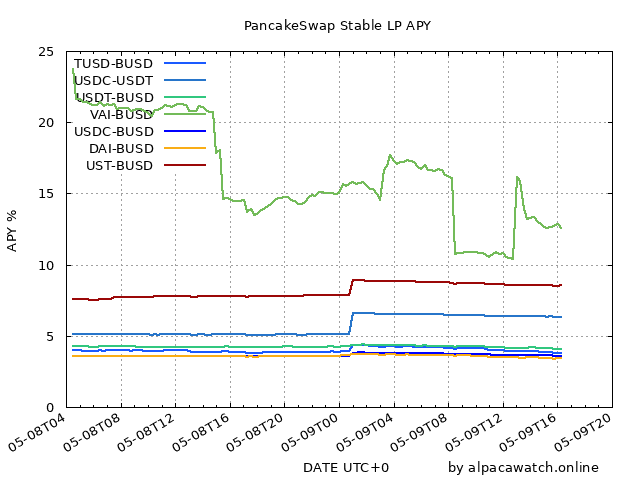 PancakeSwap Stable LP APY
25
20
15
10
5
0
APY %
TUSD-BUSD
USDC-USDT
USDT-BUSD
VAI-BUSD
USDC-BUSD
DAI-BUSD
UST-BUSD
05-08T04
05-08T08
05-08T12
05-08T16
05-08T20
05-09T00
05-09T04
05-09T08
05-09T12
05-09T16
05-09T20
DATE UTC+0
by alpacawatch.online